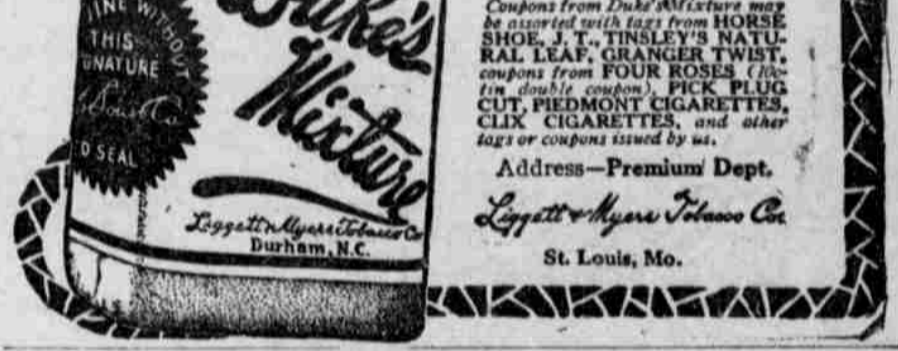 INE WITHOUT
THIS
GNATURE
D SEAL
Duke's
Mixture
Liggett & Myers Tobacco Co
Durham, N.C.
Coupons from Duke's Mixture may
be assorted with tags from HORSE
SHOE, J. T., TINSLEY'S NATU-
RAL LEAF, GRANGER TWIST,
coupons from FOUR ROSES (10c-
tin double coupon), PICK PLUG
CUT, PIEDMONT CIGARETTES,
CLIX CIGARETTES, and other
tags or coupons issued by us.
Address—Premium Dept.
Liggett & Myers Tobacco Co.
St. Louis, Mo.